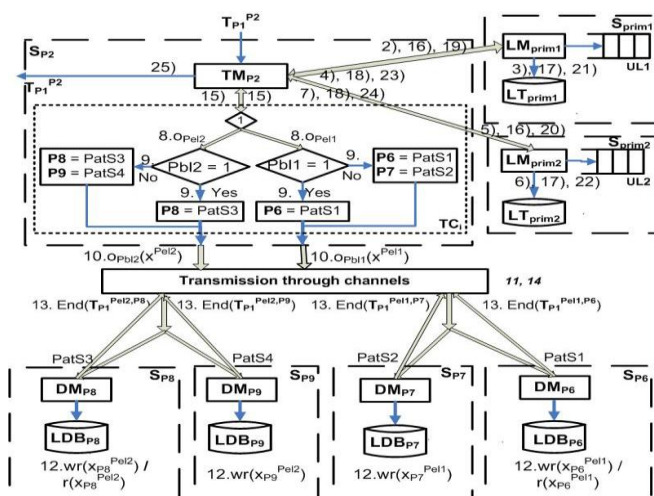 T_P1^P2
S_P2
S_prim1
2), 16), 19)
LM_prim1
UL1
25)
T_P1^P2
TM_P2
4), 18), 23)
3), 17), 21)
7), 18), 24)
LT_prim1
15)
15)
1
S_prim2
5), 16), 20)
8.o_Pel2
8.o_Pel1
LM_prim2
UL2
P8 = PatS3
P9 = PatS4
9.
No
Pbl2 = 1
Pbl1 = 1
9.
No
P6 = PatS1
P7 = PatS2
6), 17), 22)
9. Yes
9. Yes
LT_prim2
P8 = PatS3
P6 = PatS1
TC_i
10.o_Pbl2(x^Pel2)
10.o_Pbl1(x^Pel1)
Transmission through channels
11, 14
13. End(T_P1^Pel2,P8)
13. End(T_P1^Pel2,P9)
13. End(T_P1^Pel1,P7)
13. End(T_P1^Pel1,P6)
PatS3
PatS4
PatS2
PatS1
S_P8
S_P9
S_P7
S_P6
DM_P8
DM_P9
DM_P7
DM_P6
LDB_P8
LDB_P9
LDB_P7
LDB_P6
12.wr(x_P8^Pel2) /
r(x_P8^Pel2)
12.wr(x_P9^Pel2)
12.wr(x_P7^Pel1)
12.wr(x_P6^Pel1) /
r(x_P6^Pel1)